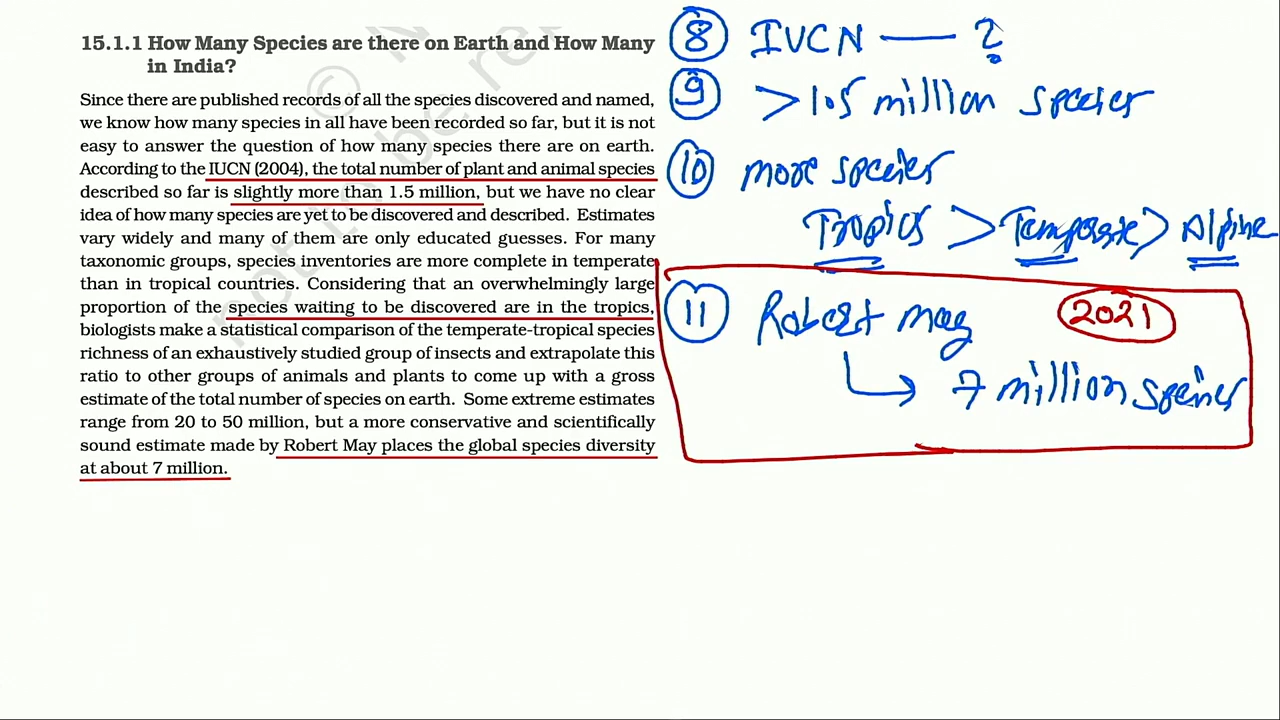 15.1.1 How Many Species are there on Earth and How Many
in India?
Since there are published records of all the species discovered and named,
we know how many species in all have been recorded so far, but it is not
easy to answer the question of how many species there are on earth.
According to the IUCN (2004), the total number of plant and animal species
described so far is slightly more than 1.5 million, but we have no clear
idea of how many species are yet to be discovered and described. Estimates
vary widely and many of them are only educated guesses. For many
taxonomic groups, species inventories are more complete in temperate
than in tropical countries. Considering that an overwhelmingly large
proportion of the species waiting to be discovered are in the tropics,
biologists make a statistical comparison of the temperate-tropical species
richness of an exhaustively studied group of insects and extrapolate this
ratio to other groups of animals and plants to come up with a gross
estimate of the total number of species on earth. Some extreme estimates
range from 20 to 50 million, but a more conservative and scientifically
sound estimate made by Robert May places the global species diversity
at about 7 million.
8 IUCN — ?
9 > 1.5 million species
10 more species
Tropics > Temperate > Alpine
11 Robert may 2021
7 million species